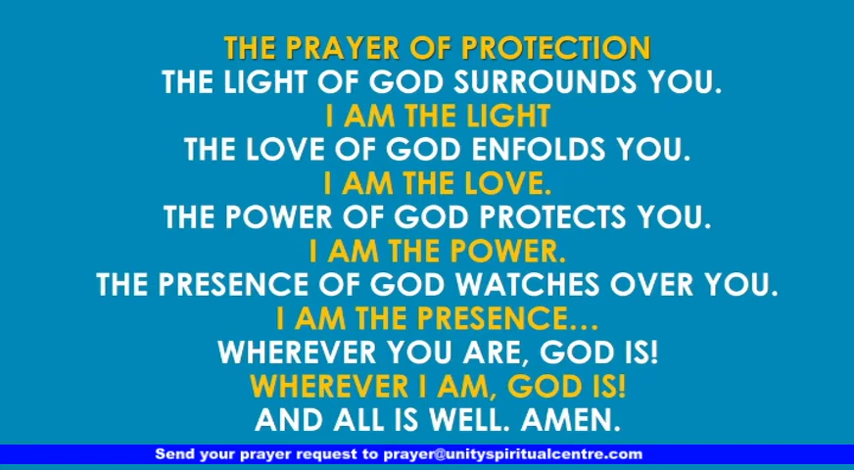 THE PRAYER OF PROTECTION
THE LIGHT OF GOD SURROUNDS YOU.
I AM THE LIGHT
THE LOVE OF GOD ENFOLDS YOU.
I AM THE LOVE.
THE POWER OF GOD PROTECTS YOU.
I AM THE POWER.
THE PRESENCE OF GOD WATCHES OVER YOU.
I AM THE PRESENCE...
WHEREVER YOU ARE, GOD IS!
WHEREVER I AM, GOD IS!
AND ALL IS WELL. AMEN.
Send your prayer request to prayer@unityspiritualcentre.com